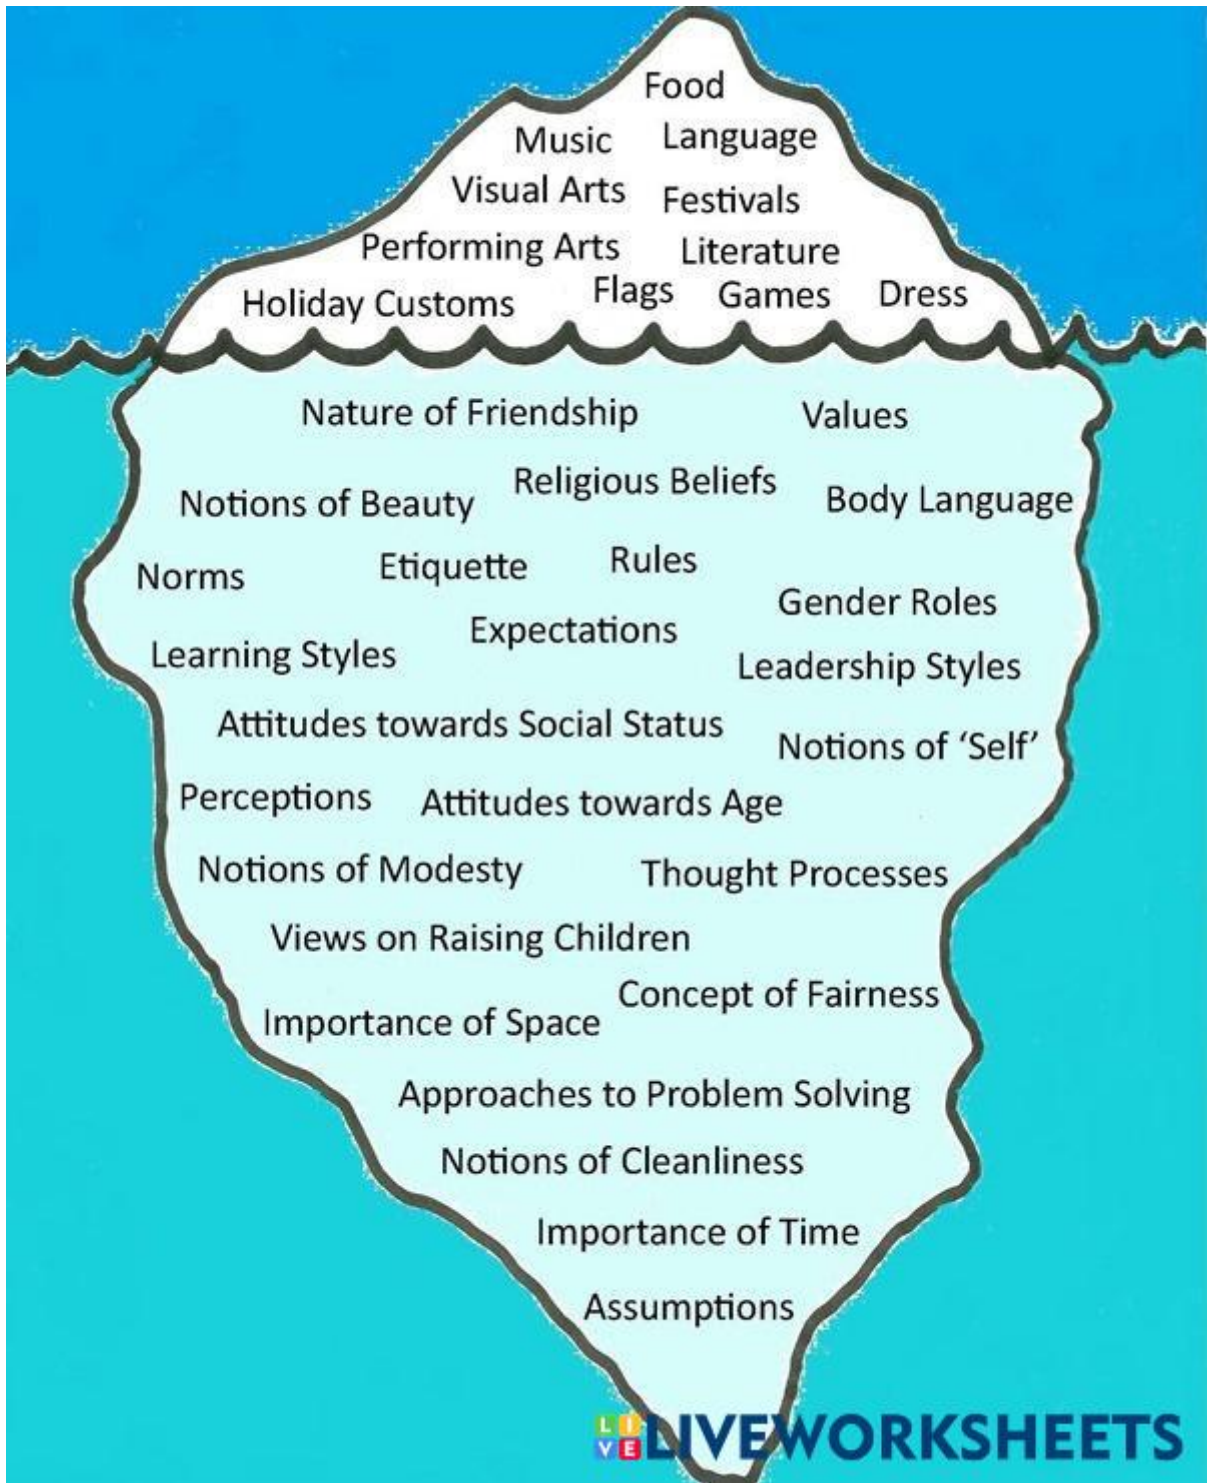 Food
Music
Language
Visual Arts
Festivals
Performing Arts
Literature
Holiday Customs
Flags
Games
Dress
Nature of Friendship
Values
Notions of Beauty
Religious Beliefs
Body Language
Norms
Etiquette
Rules
Gender Roles
Expectations
Learning Styles
Leadership Styles
Attitudes towards Social Status
Notions of ‘Self’
Perceptions
Attitudes towards Age
Notions of Modesty
Thought Processes
Views on Raising Children
Concept of Fairness
Importance of Space
Approaches to Problem Solving
Notions of Cleanliness
Importance of Time
Assumptions
LIVE LIVEWORKSHEETS